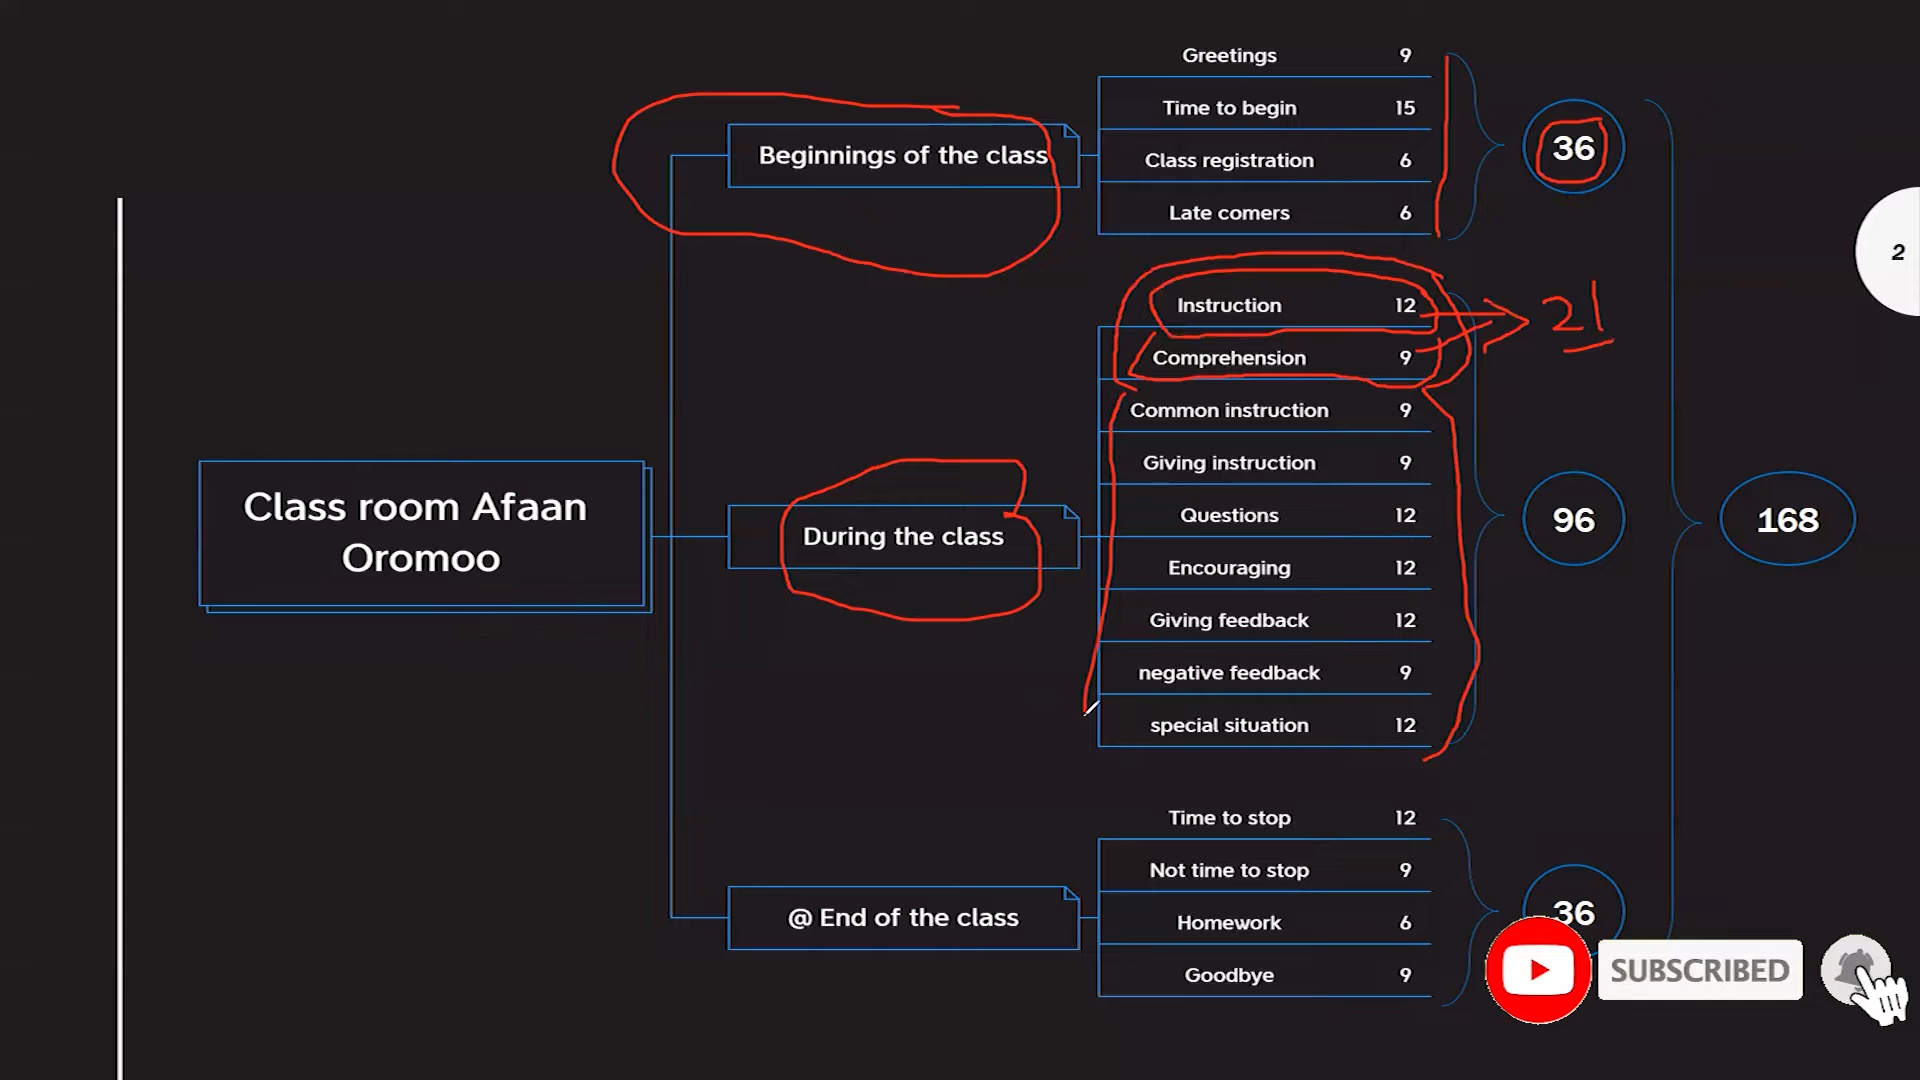 Class room Afaan
Oromoo
Beginnings of the class
Greetings 9
Time to begin 15
Class registration 6
Late comers 6
36
During the class
Instruction 12
Comprehension 9
21
Common instruction 9
Giving instruction 9
Questions 12
Encouraging 12
Giving feedback 12
negative feedback 9
special situation 12
96
168
@ End of the class
Time to stop 12
Not time to stop 9
Homework 6
Goodbye 9
36
2
SUBSCRIBED